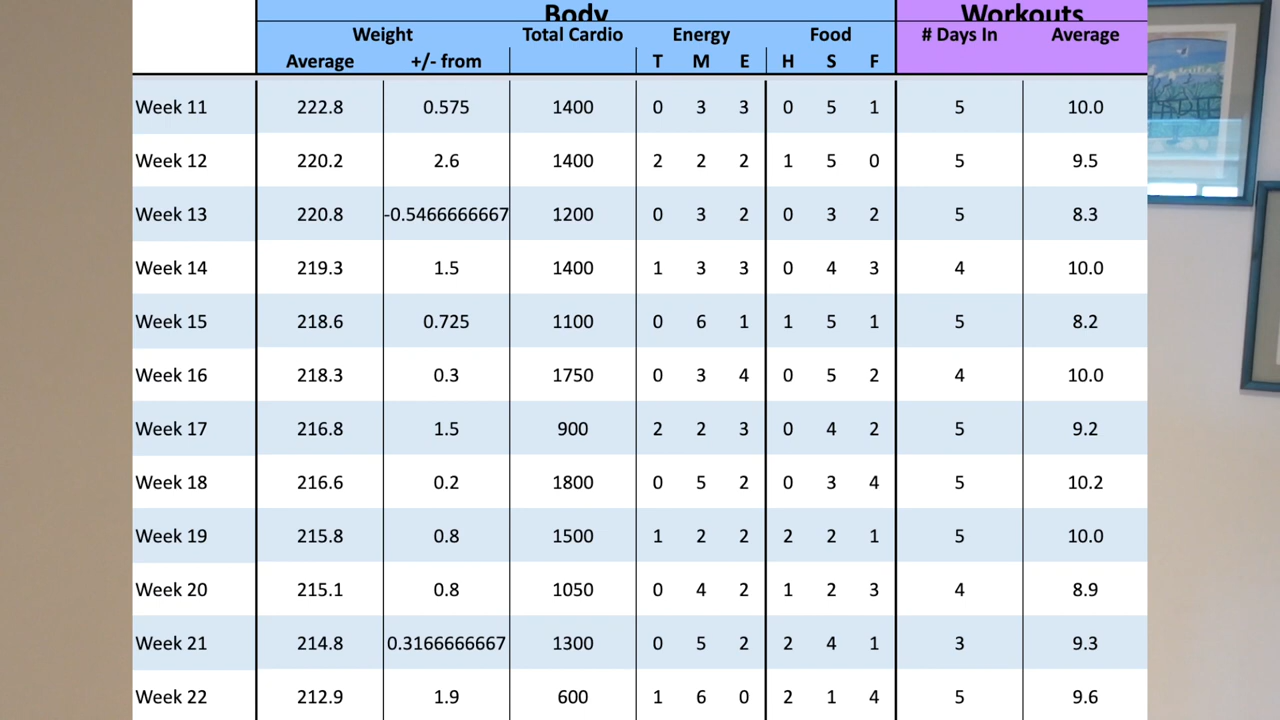 Body Workouts
Weight Total Cardio Energy Food # Days In Average
Average +/- from T M E H S F
Week 11 222.8 0.575 1400 0 3 3 0 5 1 5 10.0
Week 12 220.2 2.6 1400 2 2 2 1 5 0 5 9.5
Week 13 220.8 -0.5466666667 1200 0 3 2 0 3 2 5 8.3
Week 14 219.3 1.5 1400 1 3 3 0 4 3 4 10.0
Week 15 218.6 0.725 1100 0 6 1 1 5 1 5 8.2
Week 16 218.3 0.3 1750 0 3 4 0 5 2 4 10.0
Week 17 216.8 1.5 900 2 2 3 0 4 2 5 9.2
Week 18 216.6 0.2 1800 0 5 2 0 3 4 5 10.2
Week 19 215.8 0.8 1500 1 2 2 2 2 1 5 10.0
Week 20 215.1 0.8 1050 0 4 2 1 2 3 4 8.9
Week 21 214.8 0.3166666667 1300 0 5 2 2 4 1 3 9.3
Week 22 212.9 1.9 600 1 6 0 2 1 4 5 9.6